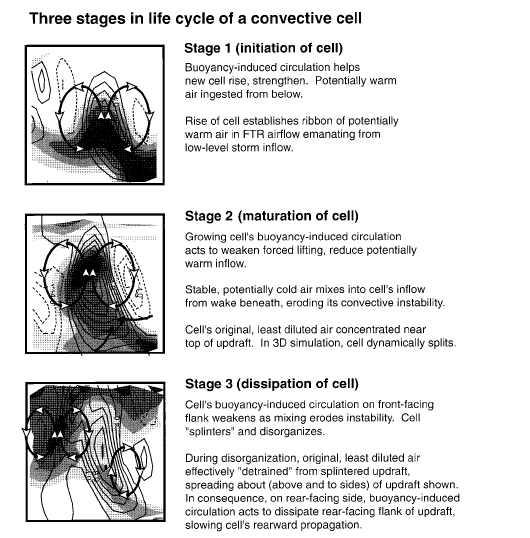 Three stages in life cycle of a convective cell
Stage 1 (initiation of cell)
Buoyancy-induced circulation helps
new cell rise, strengthen. Potentially warm
air ingested from below.
Rise of cell establishes ribbon of potentially
warm air in FTR airflow emanating from
low-level storm inflow.
Stage 2 (maturation of cell)
Growing cell's buoyancy-induced circulation
acts to weaken forced lifting, reduce potentially
warm inflow.
Stable, potentially cold air mixes into cell's inflow
from wake beneath, eroding its convective instability.
Cell's original, least diluted air concentrated near
top of updraft. In 3D simulation, cell dynamically splits.
Stage 3 (dissipation of cell)
Cell's buoyancy-induced circulation on front-facing
flank weakens as mixing erodes instability. Cell
"splinters" and disorganizes.
During disorganization, original, least diluted air
effectively "detrained" from splintered updraft,
spreading about (above and to sides) of updraft shown.
In consequence, on rear-facing side, buoyancy-induced
circulation acts to dissipate rear-facing flank of updraft,
slowing cell's rearward propagation.